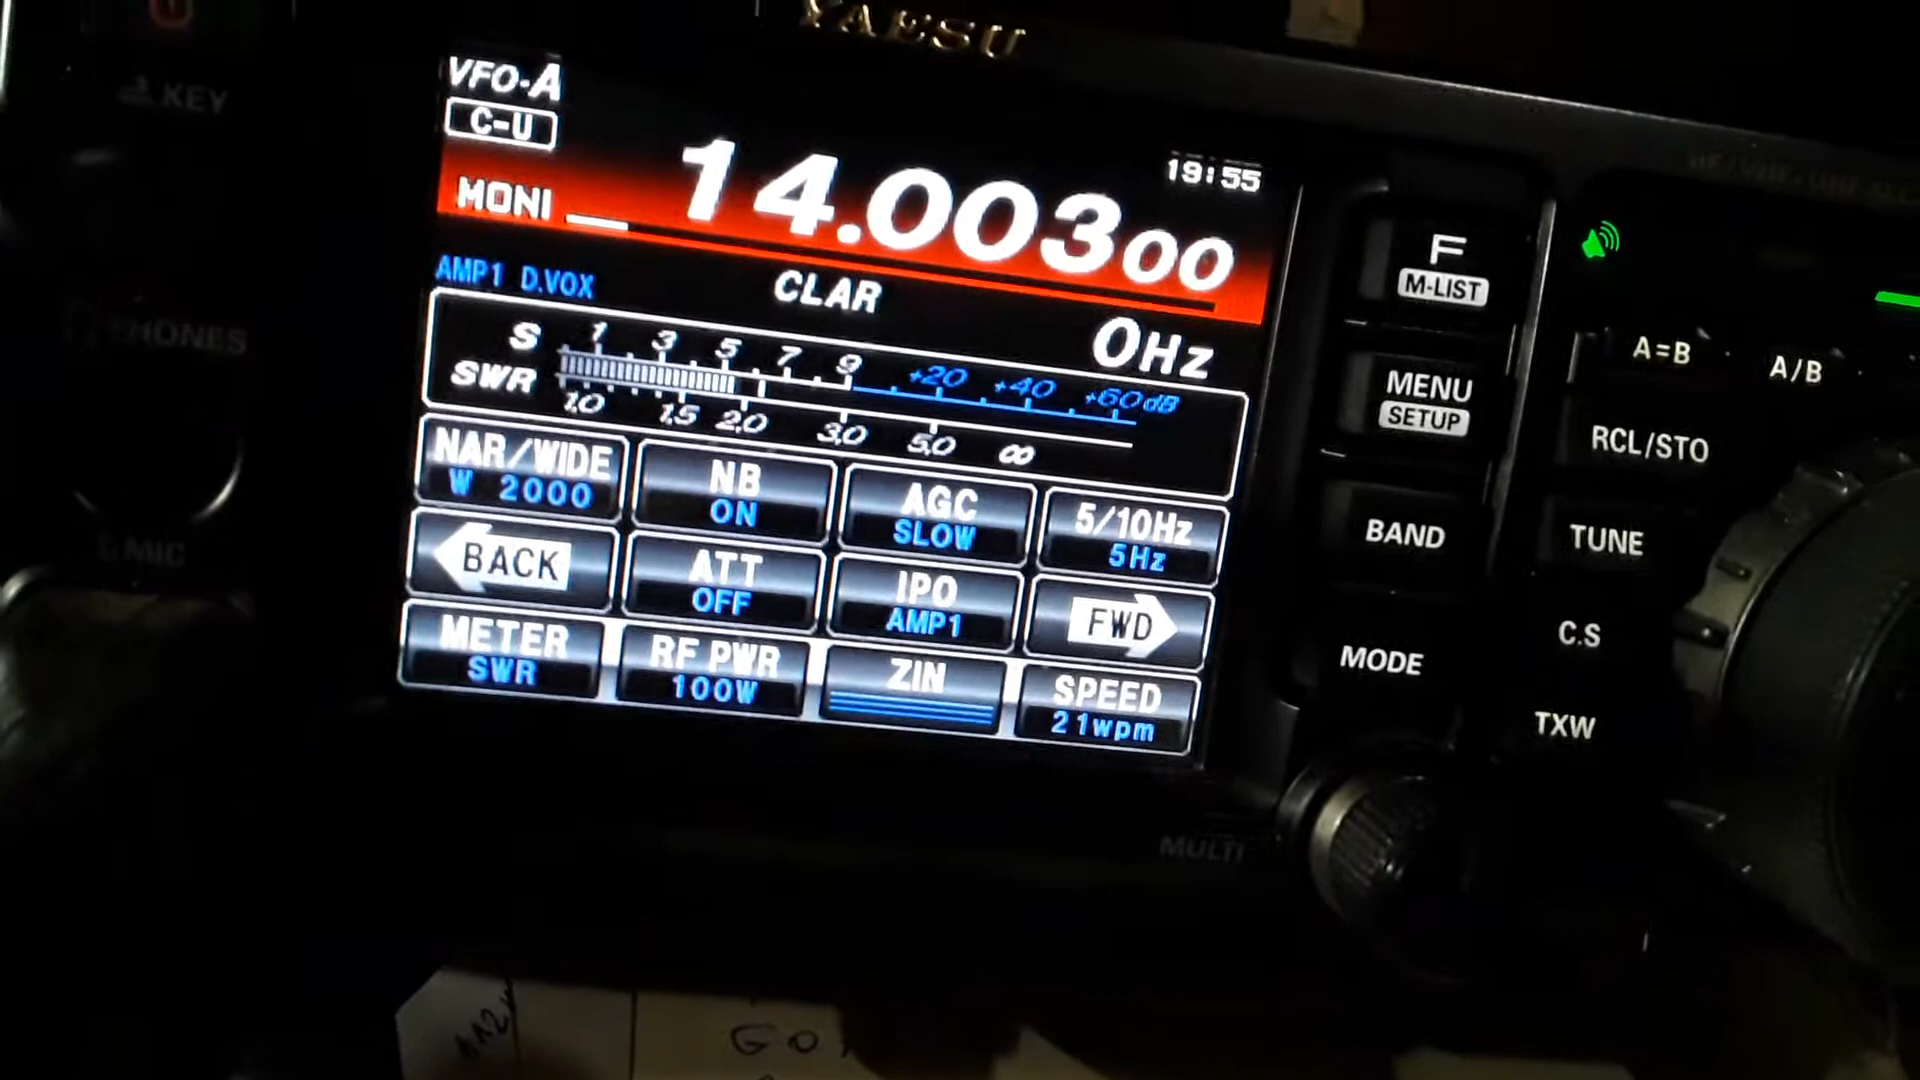 YAESU
KEY
VFO-A
C-U
19:55
MONI
14.00300
AMP1 D.VOX
CLAR
0Hz
S 1 3 5 7 9 +20 +40 +60dB
SWR
1.0 1.5 2.0 3.0 5.0 ∞
NAR/WIDE
W 2000
NB
ON
AGC
SLOW
5/10Hz
5Hz
BACK
ATT
OFF
IPO
AMP1
FWD
METER
SWR
RF PWR
100W
ZIN
SPEED
21wpm
PHONES
MIC
F
M-LIST
MENU
SETUP
BAND
MODE
A=B
A/B
RCL/STO
TUNE
C.S
TXW
MULTI